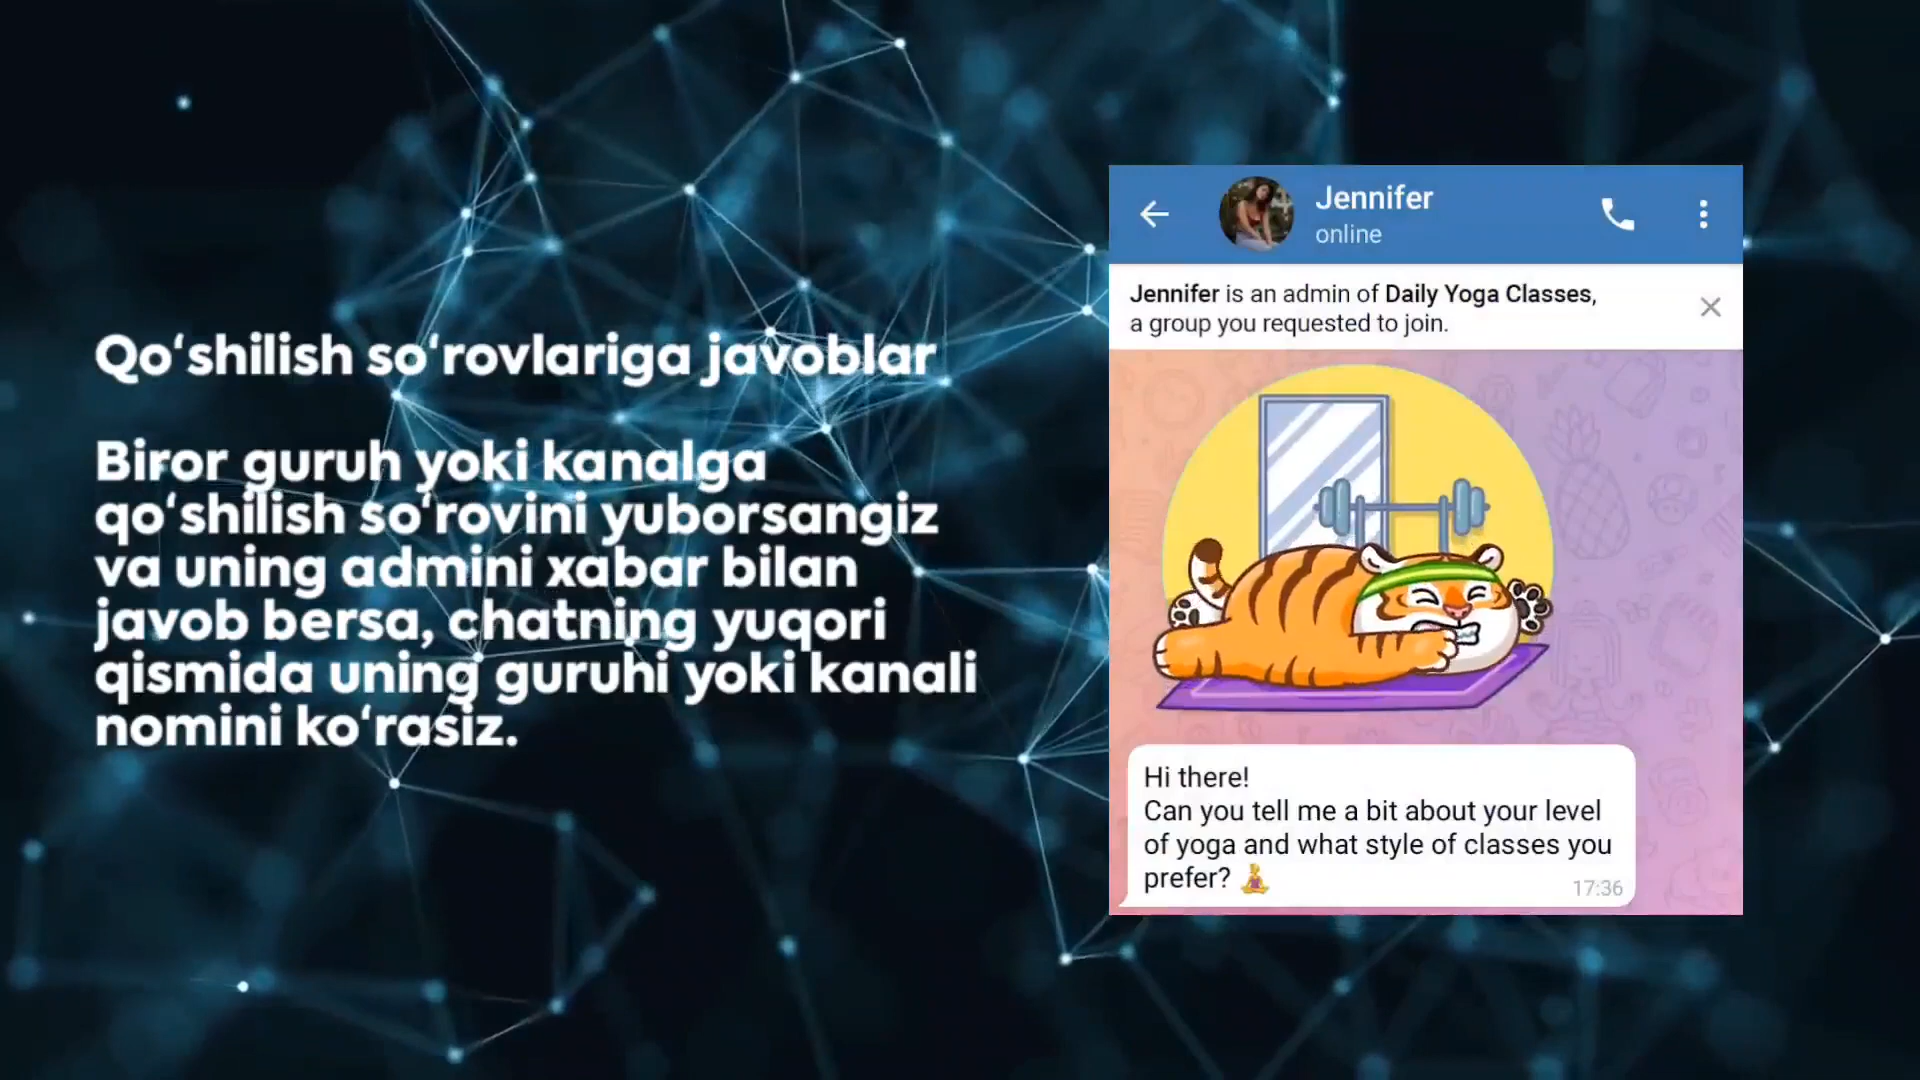 Qo‘shilish so‘rovlariga javoblar
Biror guruh yoki kanalga
qo‘shilish so‘rovini yuborsangiz
va uning admini xabar bilan
javob bersa, chatning yuqori
qismida uning guruhi yoki kanali
nomini ko‘rasiz.
Jennifer
online
Jennifer is an admin of Daily Yoga Classes,
a group you requested to join.
Hi there!
Can you tell me a bit about your level
of yoga and what style of classes you
prefer? 🧘‍♀️
17:36